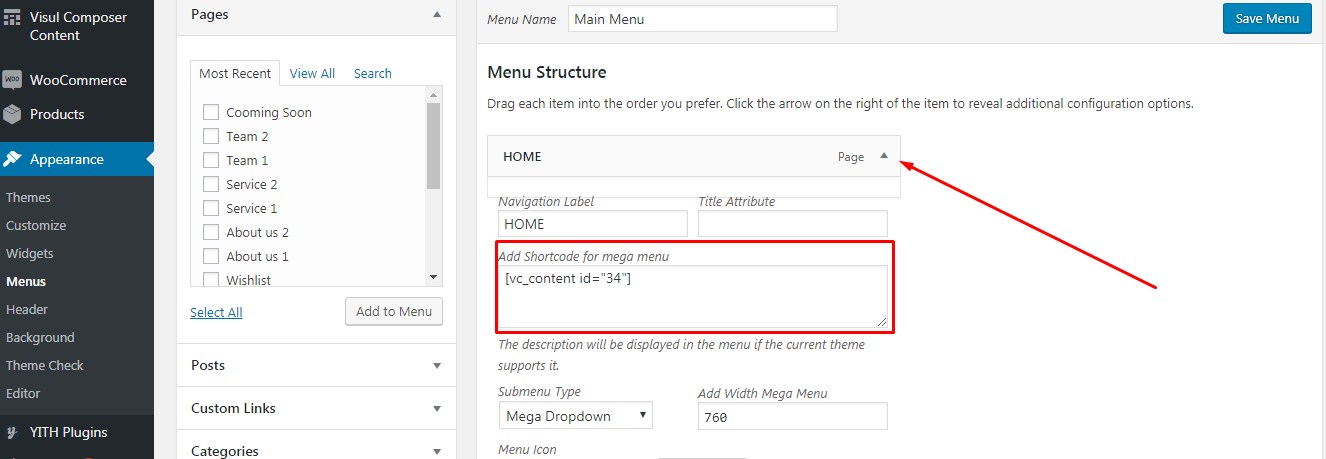 Visul Composer
Content
WooCommerce
Products
Appearance
Themes
Customize
Widgets
Menus
Header
Background
Theme Check
Editor
YITH Plugins
Pages
Most Recent View All Search
Cooming Soon
Team 2
Team 1
Service 2
Service 1
About us 2
About us 1
Wishlist
Select All Add to Menu
Posts
Custom Links
Categories
Menu Name Main Menu Save Menu
Menu Structure
Drag each item into the order you prefer. Click the arrow on the right of the item to reveal additional configuration options.
HOME Page
Navigation Label Title Attribute
HOME
Add Shortcode for mega menu
[vc_content id="34"]
The description will be displayed in the menu if the current theme
supports it.
Submenu Type Add Width Mega Menu
Mega Dropdown 760
Menu Icon